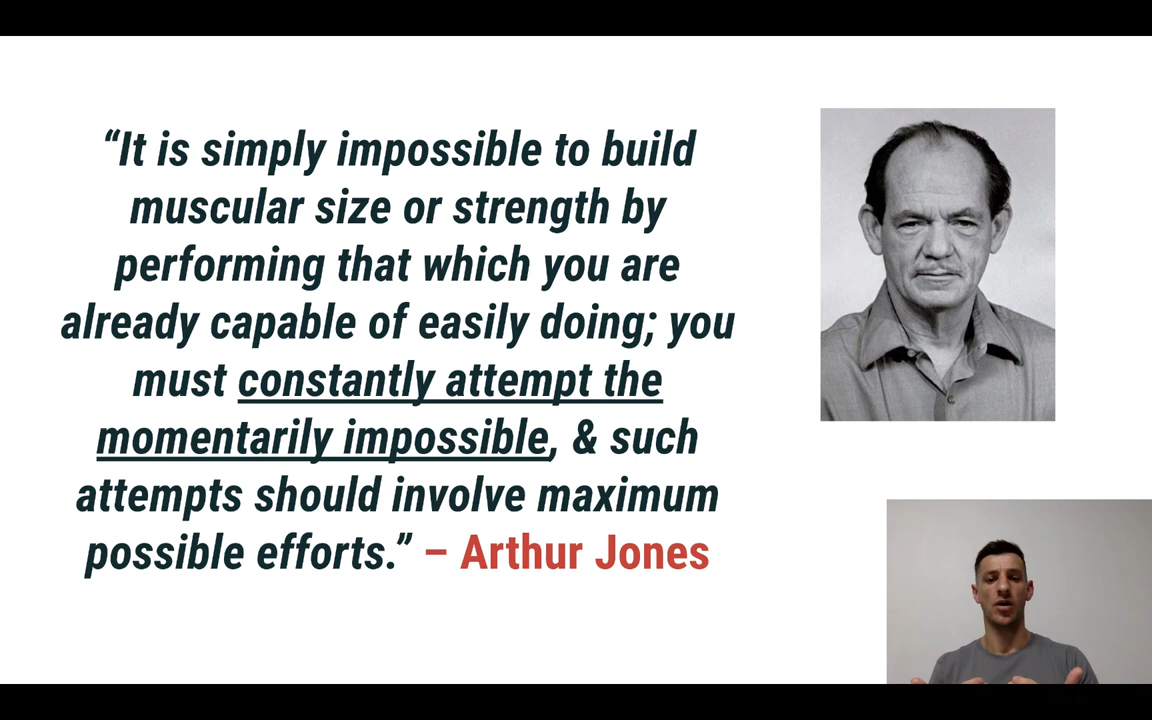 “It is simply impossible to build
muscular size or strength by
performing that which you are
already capable of easily doing; you
must constantly attempt the
momentarily impossible, & such
attempts should involve maximum
possible efforts.” – Arthur Jones